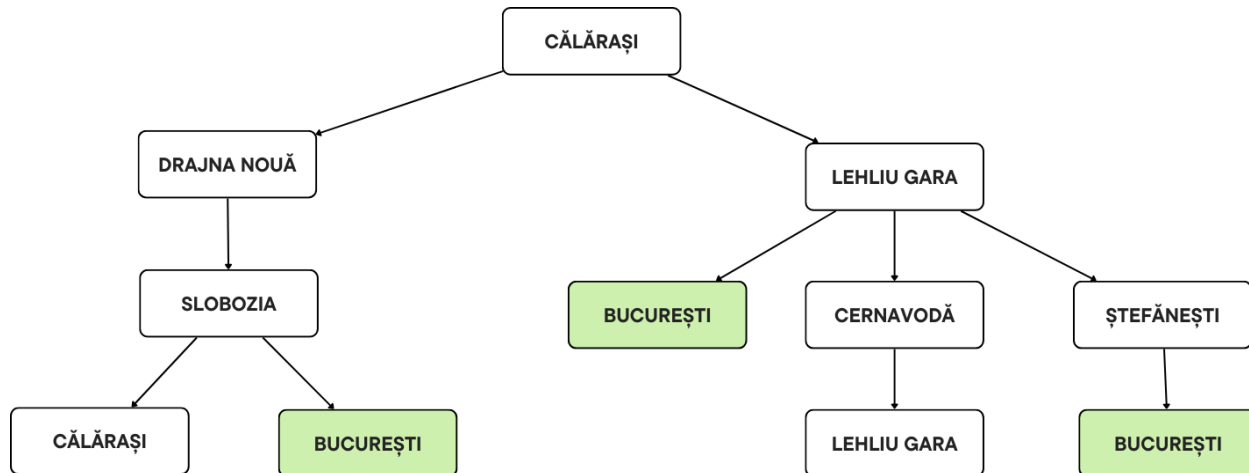 CĂLĂRAȘI
DRAJNA NOUĂ
LEHLIU GARA
SLOBOZIA
BUCUREȘTI
CERNAVODĂ
ȘTEFĂNEȘTI
CĂLĂRAȘI
BUCUREȘTI
LEHLIU GARA
BUCUREȘTI